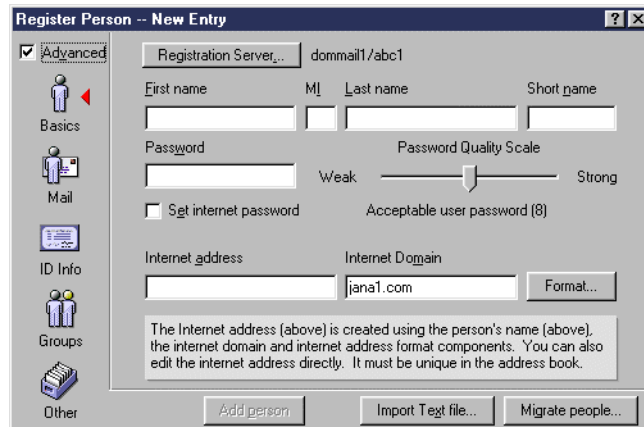 Register Person -- New Entry
Advanced
Registration Server... dommail1/abc1
First name MI Last name Short name
Basics
Password Password Quality Scale
Weak Strong
Mail
Set internet password Acceptable user password (8)
Internet address Internet Domain
ID Info
jana1.com Format...
Groups
The Internet address (above) is created using the person's name (above),
the internet domain and internet address format components. You can also
edit the internet address directly. It must be unique in the address book.
Other
Add person Import Text file... Migrate people...